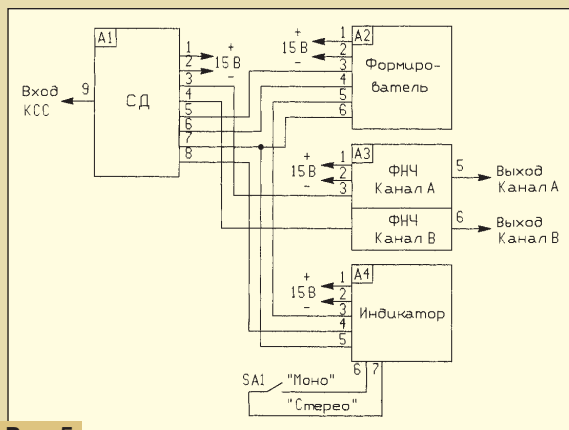 A1
СД
Вход
КСС
9
1
2
3
4
5
6
7
8
+
15 В
-
A2
Формиро-
ватель
+
15 В
-
1
2
3
4
5
6
A3
ФНЧ
Канал А
ФНЧ
Канал В
+
15 В
-
1
2
3
5
Выход
Канал А
6
Выход
Канал В
A4
Индикатор
+
15 В
-
1
2
3
4
5
6 7
SA1 "Моно"
"Стерео"